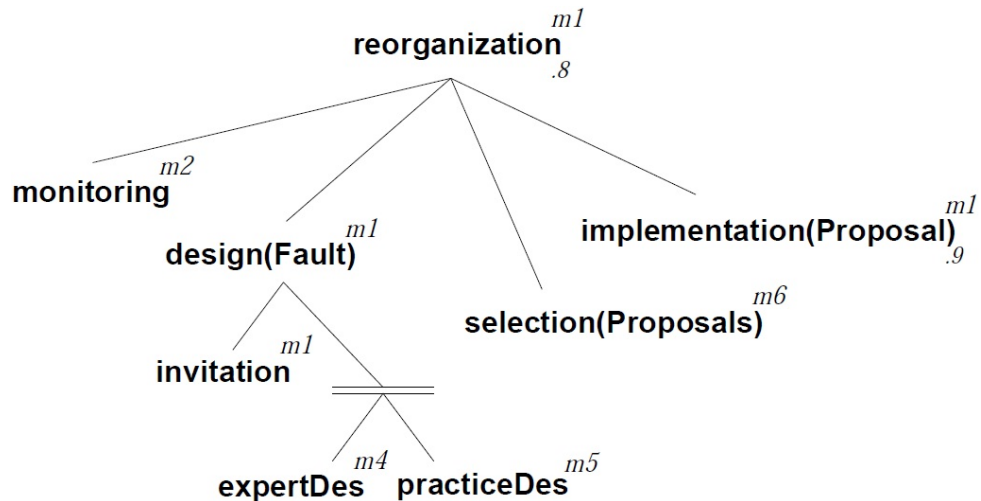 reorganization m1 .8
monitoring m2
design(Fault) m1
implementation(Proposal) m1 .9
selection(Proposals) m6
invitation m1
expertDes m4 practiceDes m5